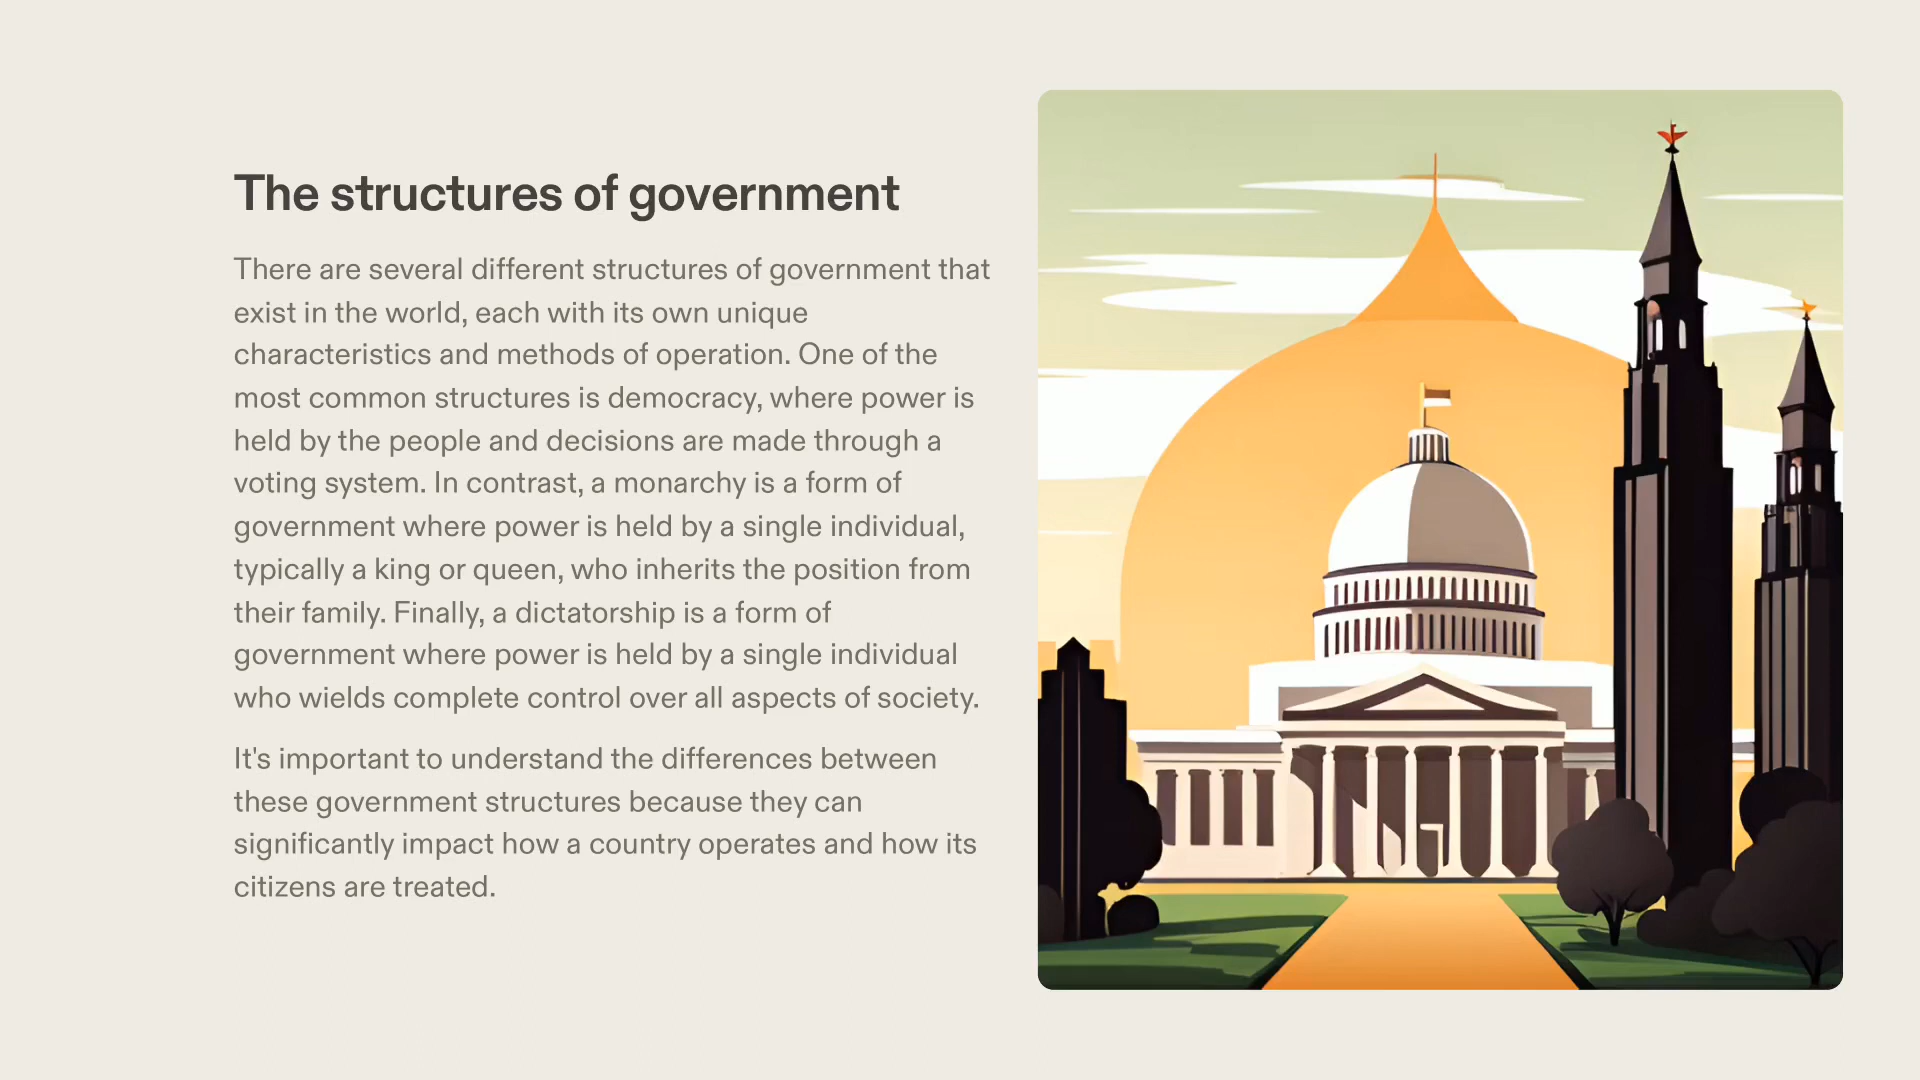 The structures of government
There are several different structures of government that
exist in the world, each with its own unique
characteristics and methods of operation. One of the
most common structures is democracy, where power is
held by the people and decisions are made through a
voting system. In contrast, a monarchy is a form of
government where power is held by a single individual,
typically a king or queen, who inherits the position from
their family. Finally, a dictatorship is a form of
government where power is held by a single individual
who wields complete control over all aspects of society.
It's important to understand the differences between
these government structures because they can
significantly impact how a country operates and how its
citizens are treated.